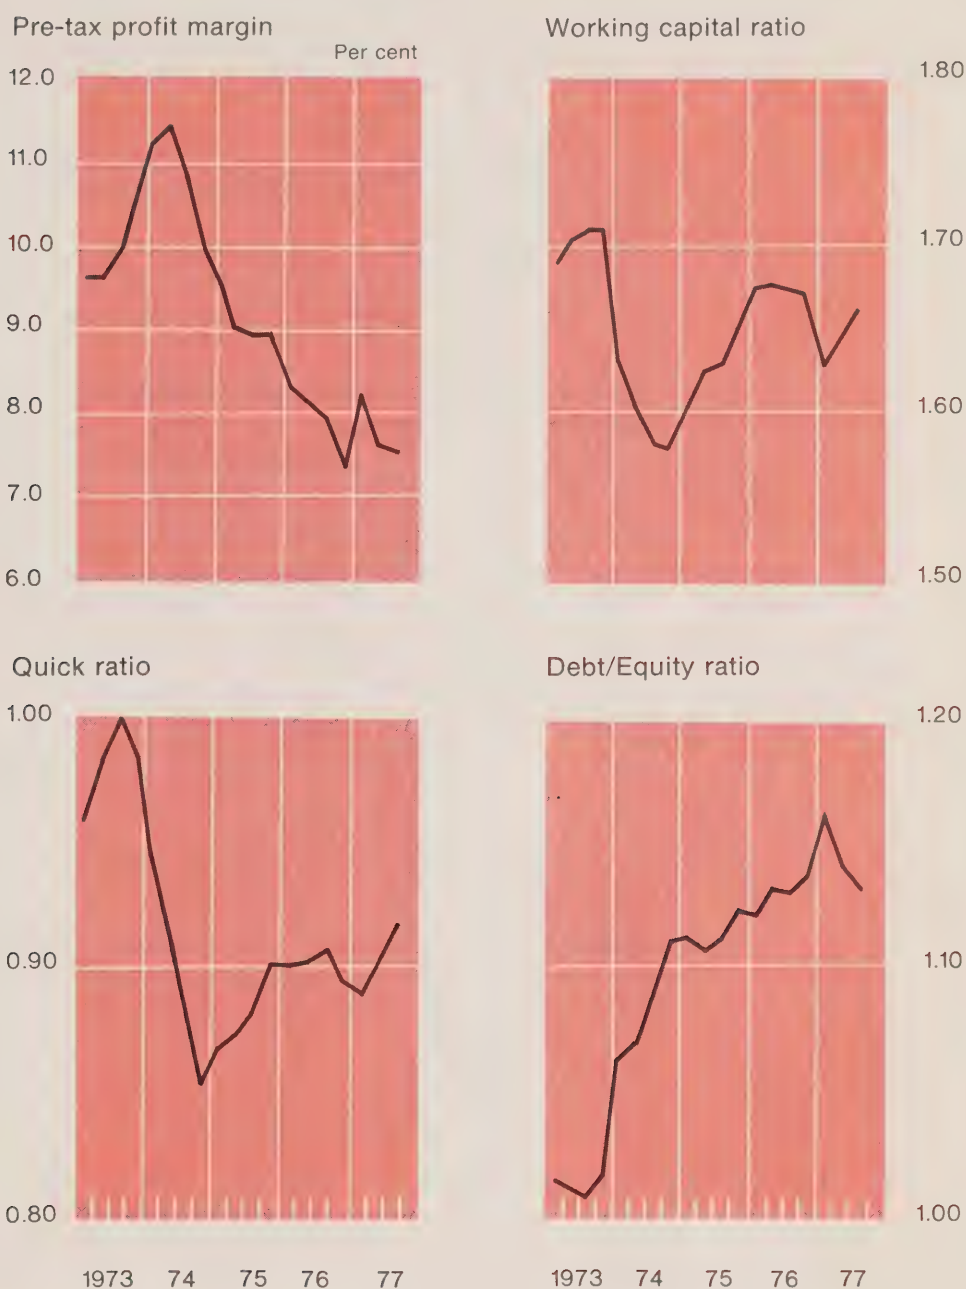 Pre-tax profit margin
Per cent
12.0
11.0
10.0
9.0
8.0
7.0
6.0
Working capital ratio
1.80
1.70
1.60
1.50
Quick ratio
1.00
0.90
0.80
1973 74 75 76 77
Debt/Equity ratio
1.20
1.10
1.00
1973 74 75 76 77